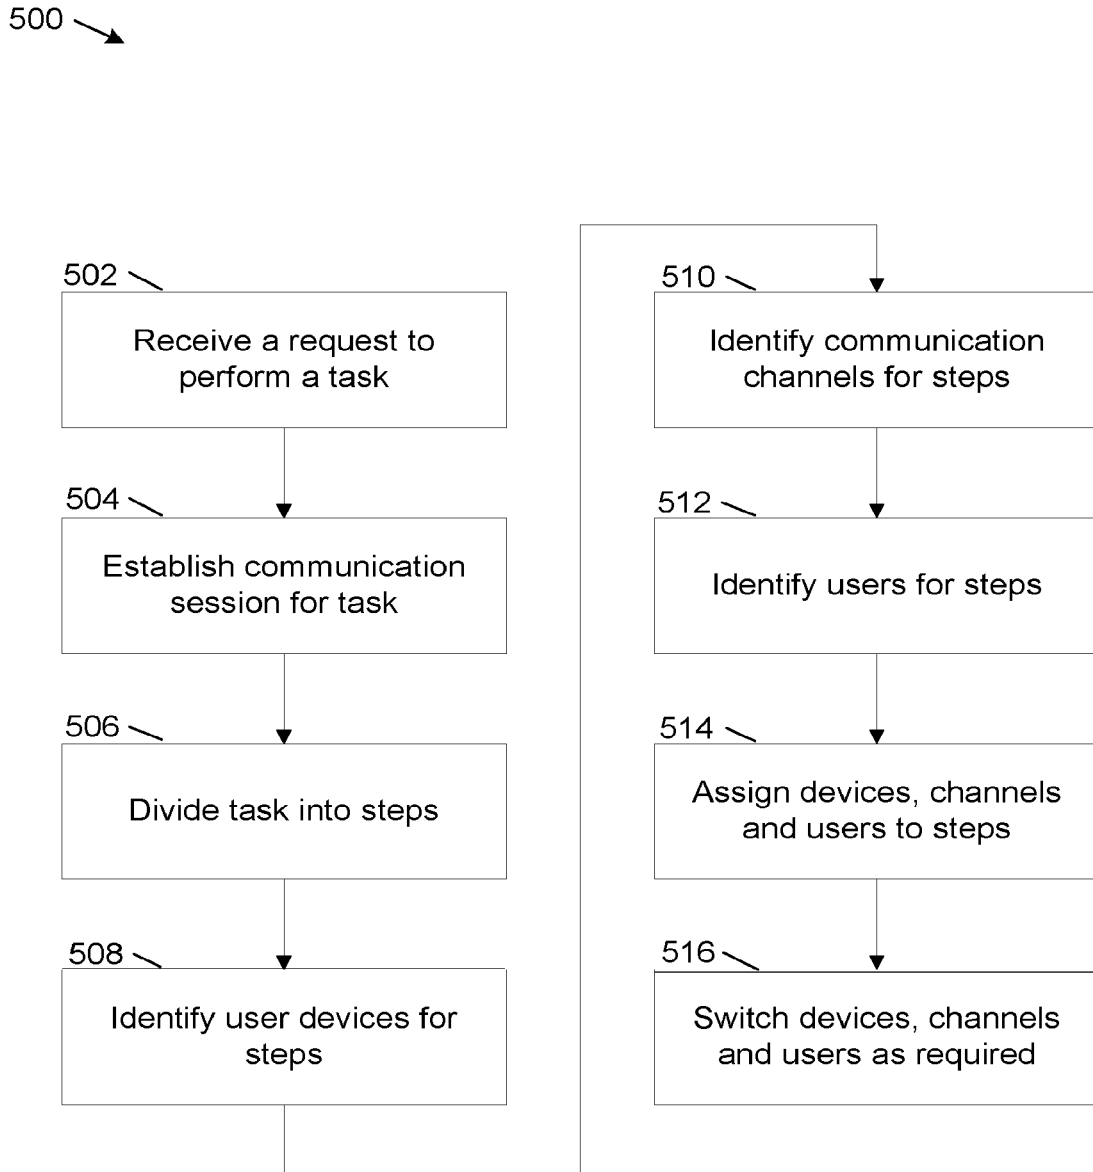 500
502
Receive a request to
perform a task
504
Establish communication
session for task
506
Divide task into steps
508
Identify user devices for
steps
510
Identify communication
channels for steps
512
Identify users for steps
514
Assign devices, channels
and users to steps
516
Switch devices, channels
and users as required